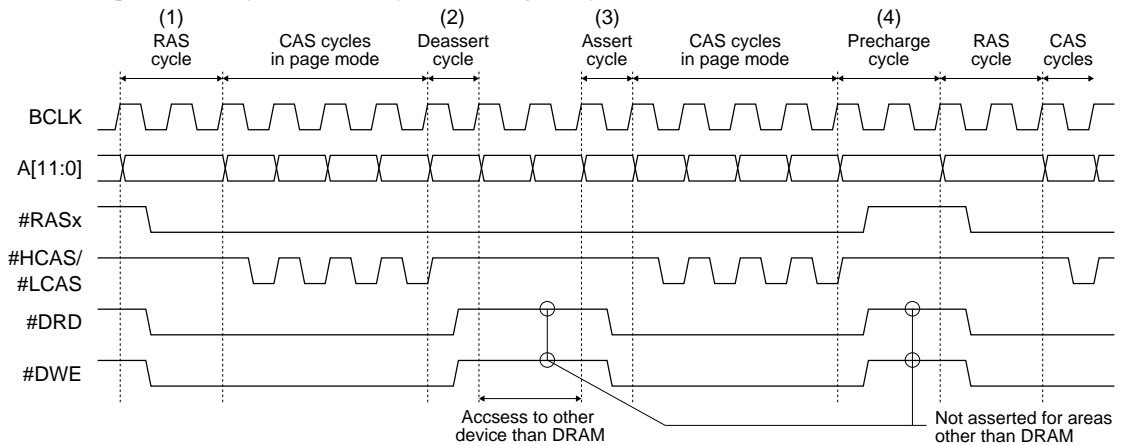 (1) (2) (3) (4)
RAS CAS cycles Deassert Assert CAS cycles Precharge RAS CAS
cycle in page mode cycle cycle in page mode cycle cycle cycles
BCLK
A[11:0]
#RASx
#HCAS/
#LCAS
#DRD
#DWE
Accsess to other
device than DRAM
Not asserted for areas
other than DRAM